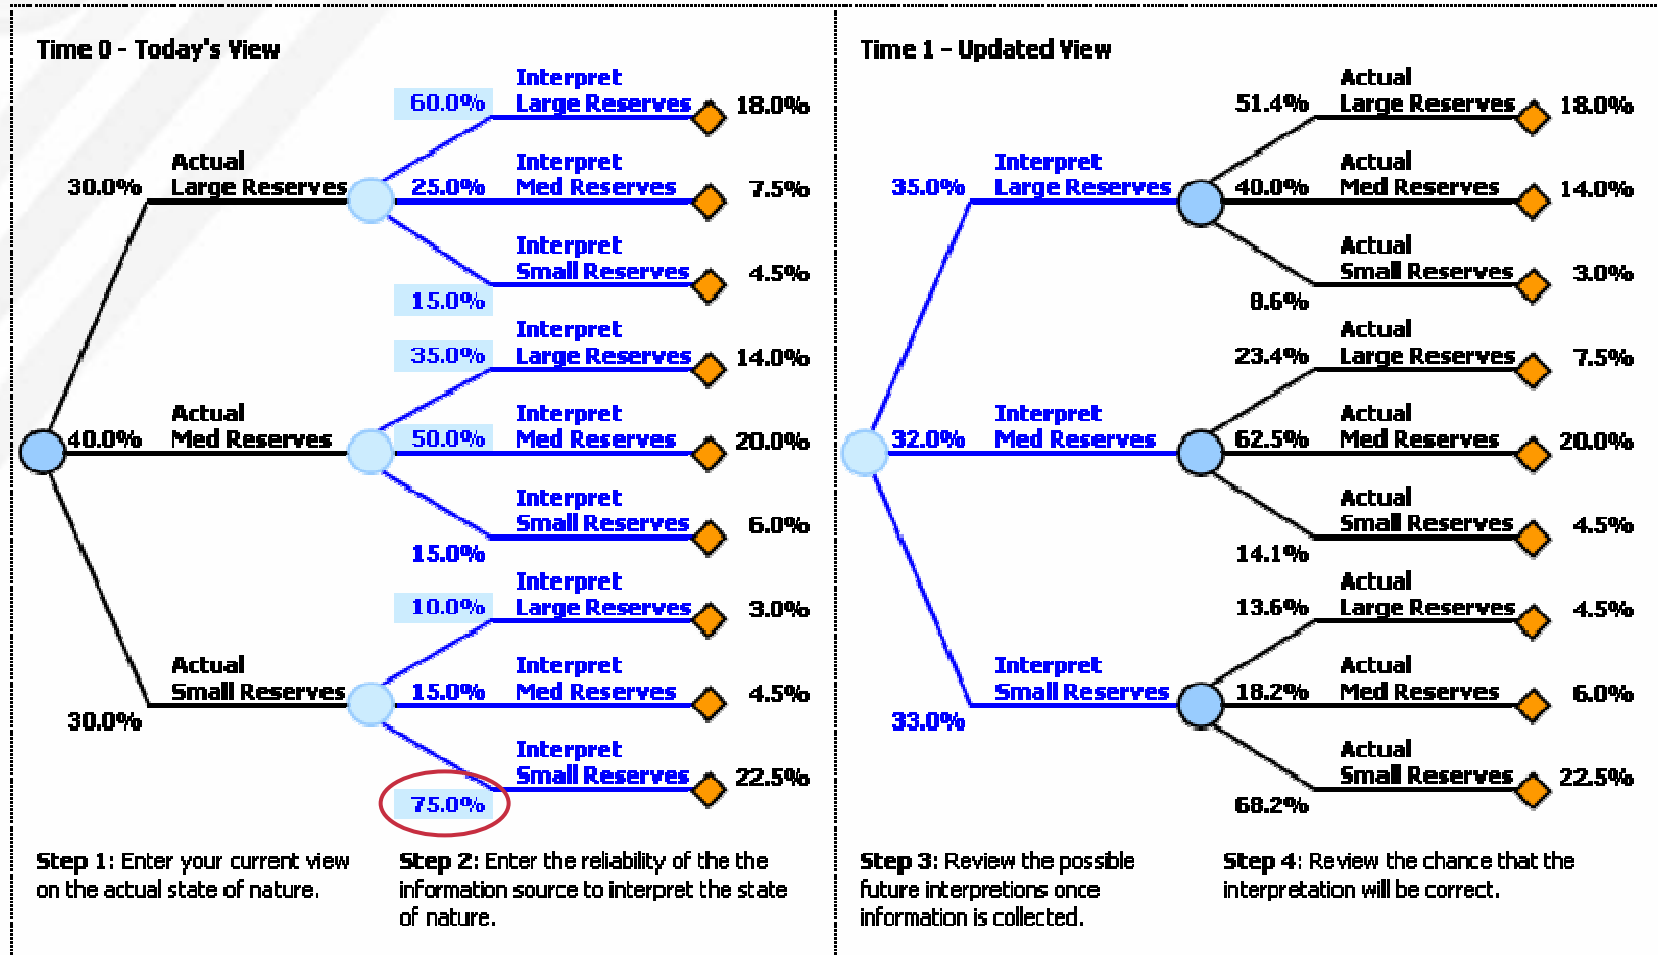 Time 0 - Today's View
60.0%
Interpret
Large Reserves
18.0%
30.0%
Actual
Large Reserves
25.0%
Interpret
Med Reserves
7.5%
15.0%
Interpret
Small Reserves
4.5%
35.0%
Interpret
Large Reserves
14.0%
40.0%
Actual
Med Reserves
50.0%
Interpret
Med Reserves
20.0%
15.0%
Interpret
Small Reserves
6.0%
10.0%
Interpret
Large Reserves
3.0%
30.0%
Actual
Small Reserves
15.0%
Interpret
Med Reserves
4.5%
75.0%
Interpret
Small Reserves
22.5%
Step 1: Enter your current view
on the actual state of nature.
Step 2: Enter the reliability of the the
information source to interpret the state
of nature.
Time 1 – Updated View
51.4%
Actual
Large Reserves
18.0%
35.0%
Interpret
Large Reserves
40.0%
Actual
Med Reserves
14.0%
8.6%
Actual
Small Reserves
3.0%
23.4%
Actual
Large Reserves
7.5%
32.0%
Interpret
Med Reserves
62.5%
Actual
Med Reserves
20.0%
14.1%
Actual
Small Reserves
4.5%
13.6%
Actual
Large Reserves
4.5%
33.0%
Interpret
Small Reserves
18.2%
Actual
Med Reserves
6.0%
68.2%
Actual
Small Reserves
22.5%
Step 3: Review the possible
future interpretions once
information is collected.
Step 4: Review the chance that the
interpretation will be correct.